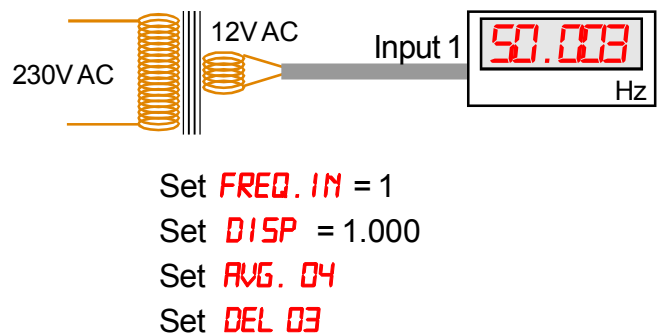 12V AC
Input 1
50.003
230V AC
Hz
Set FREQ.IN = 1
Set DISP = 1.000
Set AVG. 04
Set DEL 03